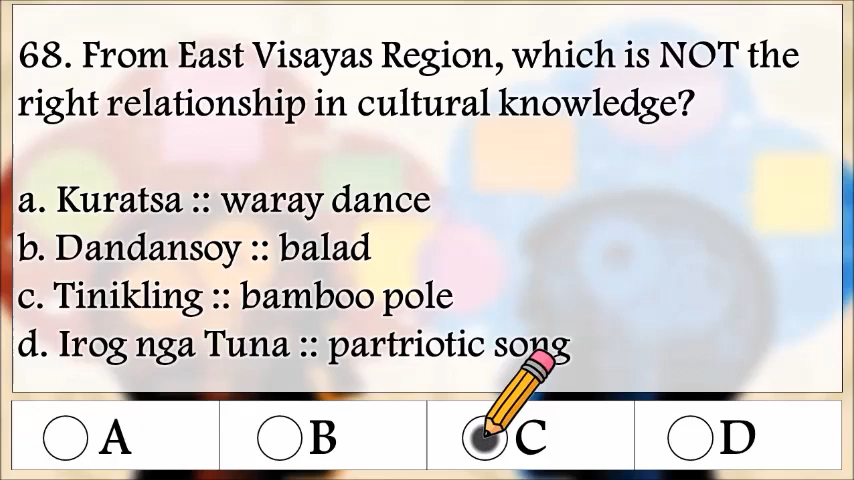 68. From East Visayas Region, which is NOT the
right relationship in cultural knowledge?
a. Kuratsa :: waray dance
b. Dandansoy :: balad
c. Tinikling :: bamboo pole
d. Irog nga Tuna :: partriotic song
A B C D